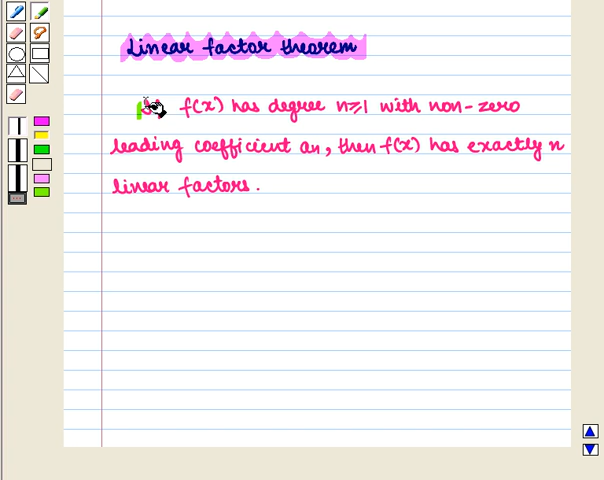 Linear factor theorem
f(x) has degree n≥1 with non-zero
leading coefficient an, then f(x) has exactly n
linear factors.